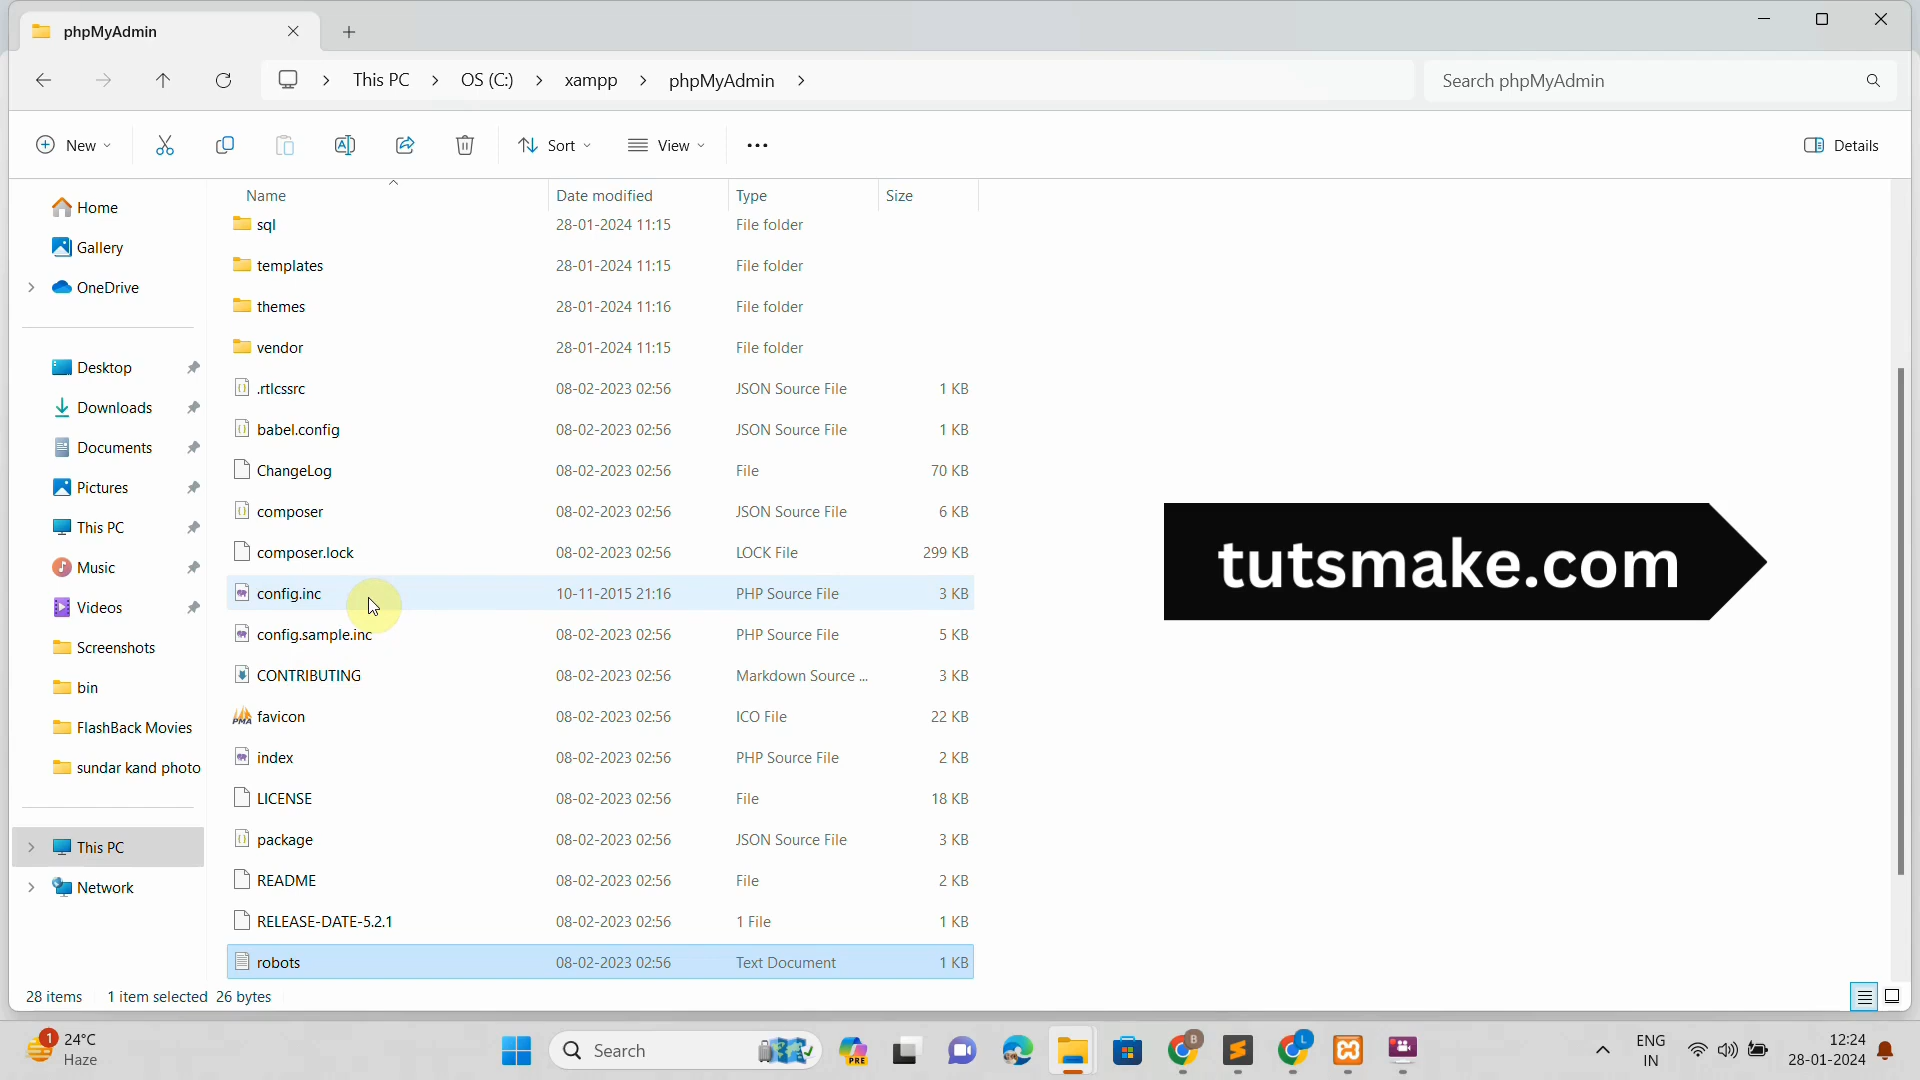 phpMyAdmin
This PC
OS (C:)
xampp
phpMyAdmin
Search phpMyAdmin
New
Sort
View
Details
Name
Date modified
Type
Size
Home
Gallery
OneDrive
Desktop
Downloads
Documents
Pictures
This PC
Music
Videos
Screenshots
bin
FlashBack Movies
sundar kand photo
This PC
Network
sql 28-01-2024 11:15 File folder
templates 28-01-2024 11:15 File folder
themes 28-01-2024 11:16 File folder
vendor 28-01-2024 11:15 File folder
.rtlcssrc 08-02-2023 02:56 JSON Source File 1 KB
babel.config 08-02-2023 02:56 JSON Source File 1 KB
ChangeLog 08-02-2023 02:56 File 70 KB
composer 08-02-2023 02:56 JSON Source File 6 KB
composer.lock 08-02-2023 02:56 LOCK File 299 KB
config.inc 10-11-2015 21:16 PHP Source File 3 KB
config.sample.inc 08-02-2023 02:56 PHP Source File 5 KB
CONTRIBUTING 08-02-2023 02:56 Markdown Source ... 3 KB
favicon 08-02-2023 02:56 ICO File 22 KB
index 08-02-2023 02:56 PHP Source File 2 KB
LICENSE 08-02-2023 02:56 File 18 KB
package 08-02-2023 02:56 JSON Source File 3 KB
README 08-02-2023 02:56 File 2 KB
RELEASE-DATE-5.2.1 08-02-2023 02:56 1 File 1 KB
robots 08-02-2023 02:56 Text Document 1 KB
tutsmake.com
28 items 1 item selected 26 bytes
1
24°C
Haze
Search
PRE
B
L
ENG
IN
12:24
28-01-2024